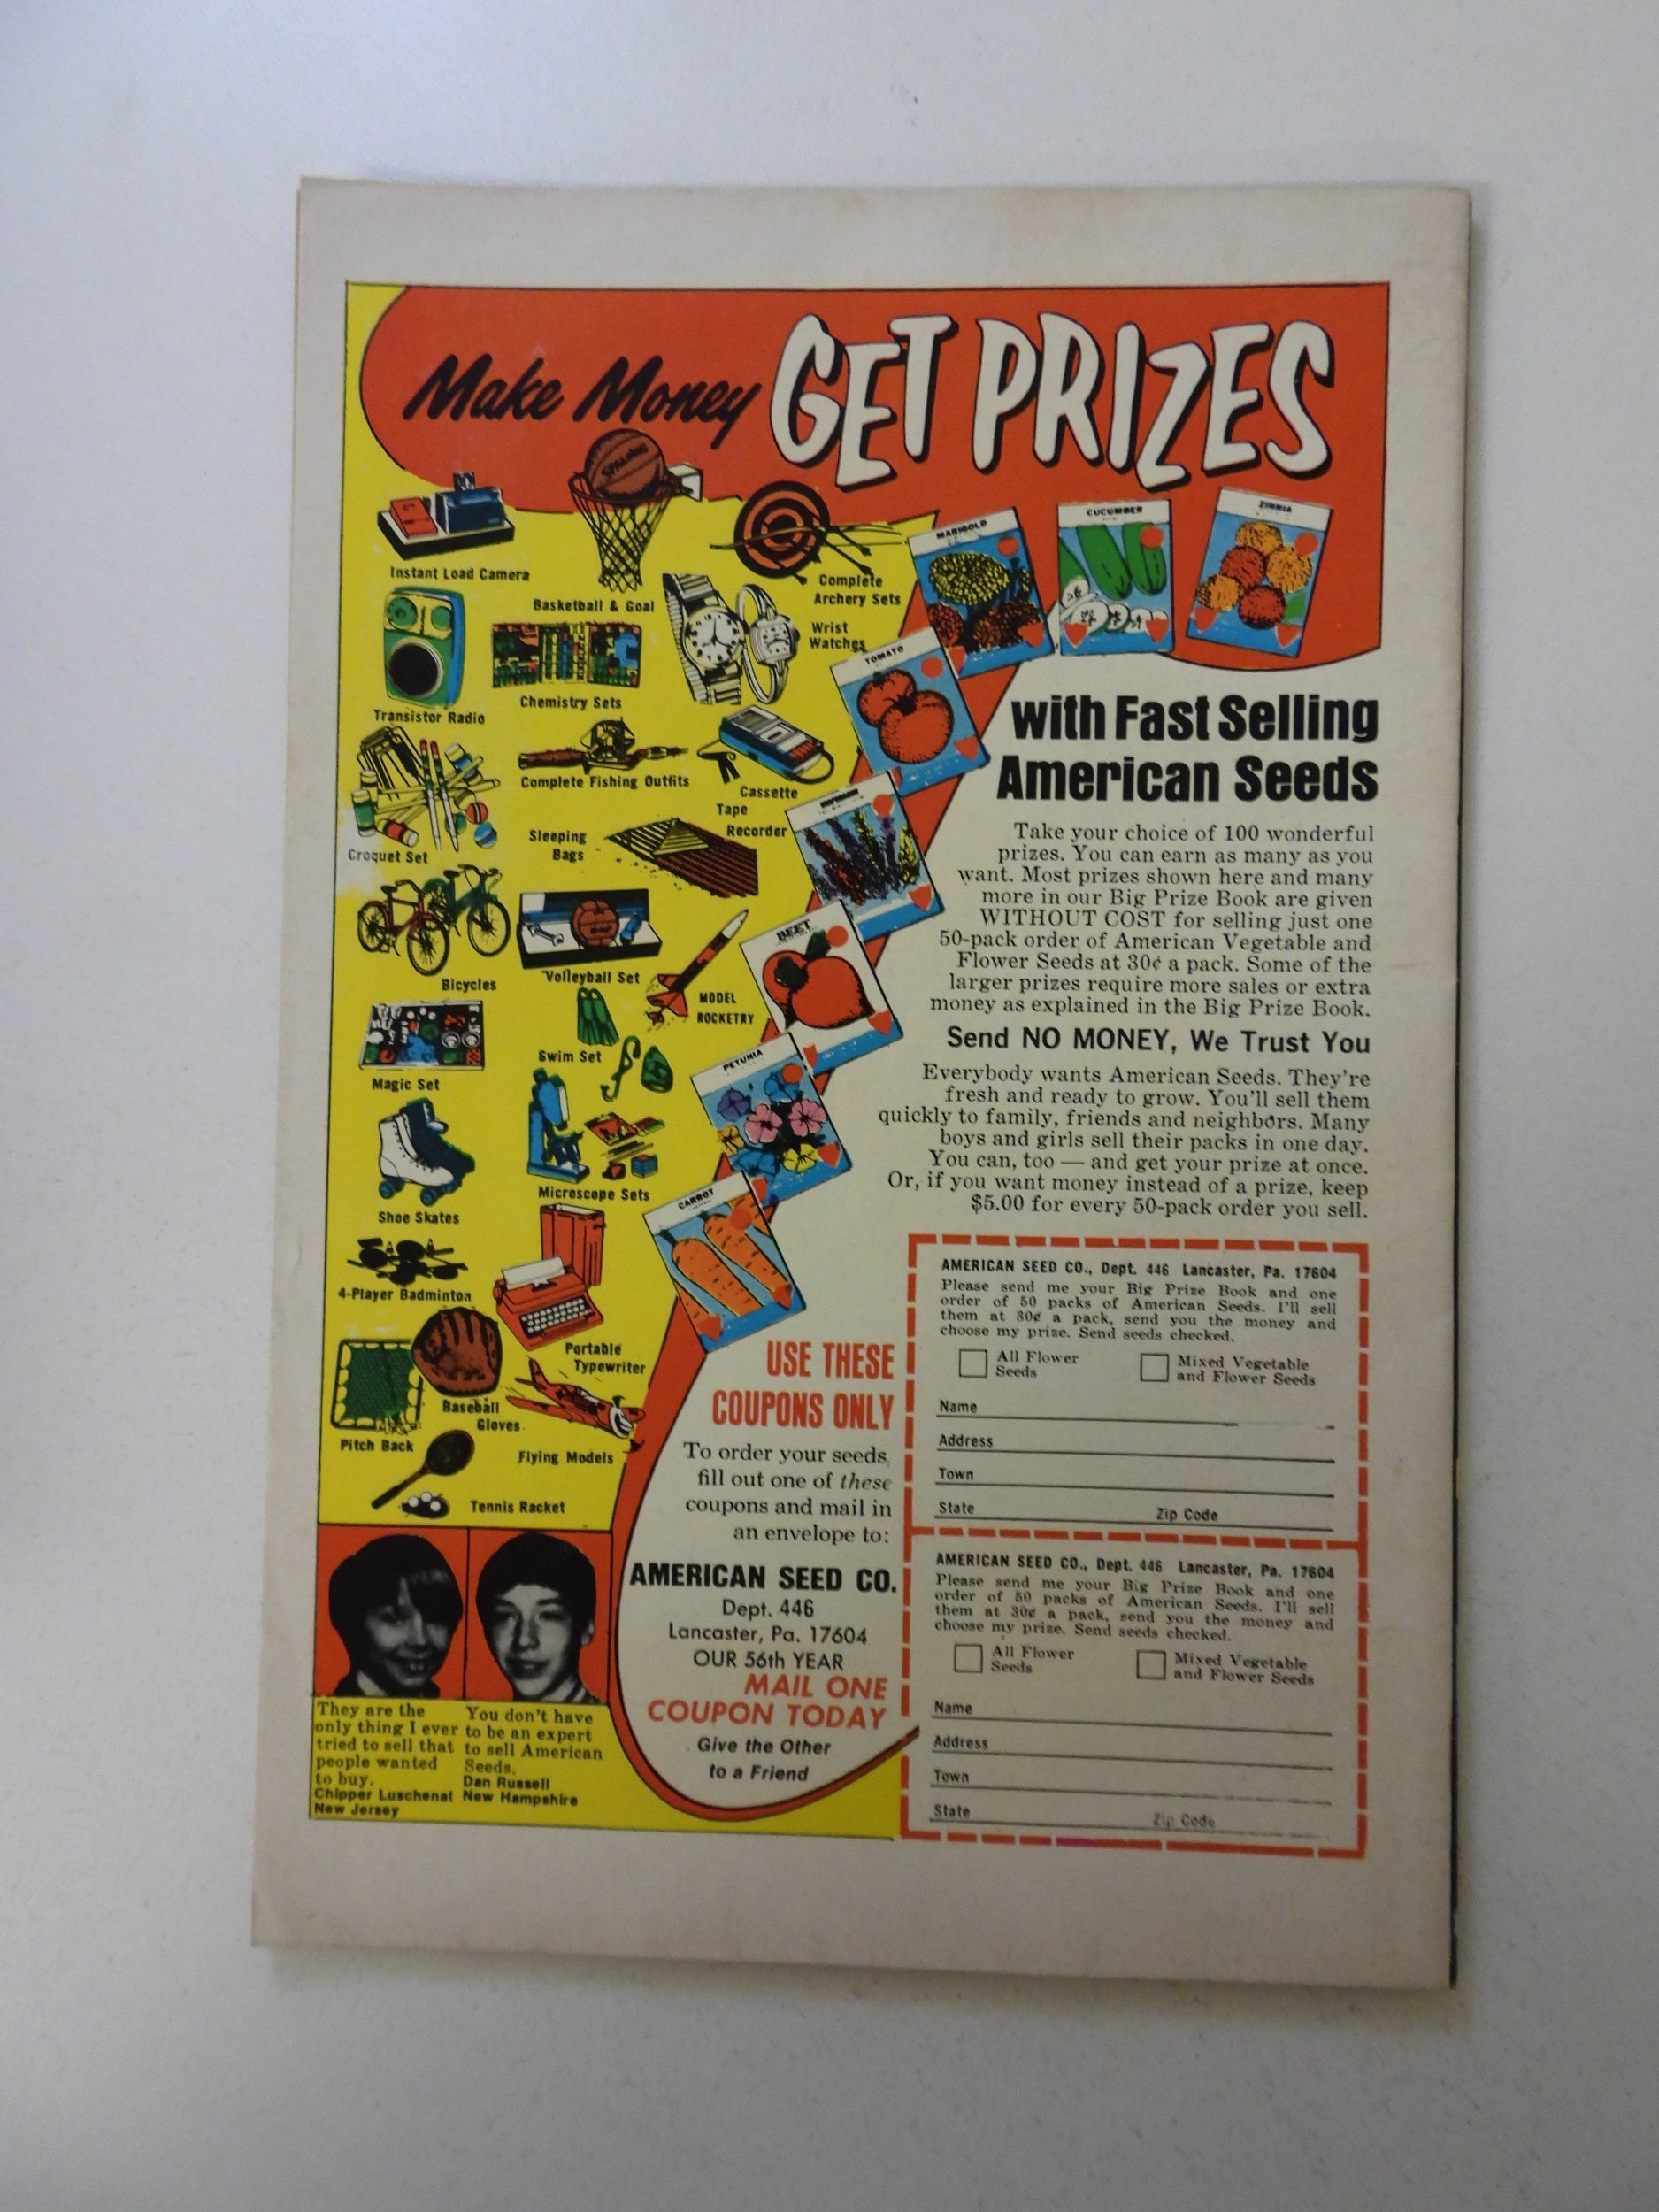 Make Money GET PRIZES
SPALDING
Instant Load Camera
Basketball & Goal
Complete
Archery Sets
Wrist
Watches
Transistor Radio
Chemistry Sets
Complete Fishing Outfits
Cassette
Tape
Recorder
Croquet Set
Sleeping
Bags
Bicycles
Volleyball Set
MODEL
ROCKETRY
Magic Set
Swim Set
Shoe Skates
Microscope Sets
4-Player Badminton
Portable
Typewriter
Baseball
Gloves
Pitch Back
Flying Models
Tennis Racket
MARIGOLD
CUCUMBER
ZINNIA
TOMATO
BEET
PETUNIA
CARROT
with Fast Selling
American Seeds
Take your choice of 100 wonderful
prizes. You can earn as many as you
want. Most prizes shown here and many
more in our Big Prize Book are given
WITHOUT COST for selling just one
50-pack order of American Vegetable and
Flower Seeds at 30¢ a pack. Some of the
larger prizes require more sales or extra
money as explained in the Big Prize Book.
Send NO MONEY, We Trust You
Everybody wants American Seeds. They're
fresh and ready to grow. You'll sell them
quickly to family, friends and neighbors. Many
boys and girls sell their packs in one day.
You can, too — and get your prize at once.
Or, if you want money instead of a prize, keep
$5.00 for every 50-pack order you sell.
USE THESE
COUPONS ONLY
To order your seeds,
fill out one of these
coupons and mail in
an envelope to:
AMERICAN SEED CO.
Dept. 446
Lancaster, Pa. 17604
OUR 56th YEAR
MAIL ONE
COUPON TODAY
Give the Other
to a Friend
AMERICAN SEED CO., Dept. 446 Lancaster, Pa. 17604
Please send me your Big Prize Book and one
order of 50 packs of American Seeds. I'll sell
them at 30¢ a pack, send you the money and
choose my prize. Send seeds checked.
All Flower
Seeds
Mixed Vegetable
and Flower Seeds
Name
Address
Town
State Zip Code
AMERICAN SEED CO., Dept. 446 Lancaster, Pa. 17604
Please send me your Big Prize Book and one
order of 50 packs of American Seeds. I'll sell
them at 30¢ a pack, send you the money and
choose my prize. Send seeds checked.
All Flower
Seeds
Mixed Vegetable
and Flower Seeds
Name
Address
Town
State Zip Code
They are the
only thing I ever
tried to sell that
people wanted
to buy.
Chipper Luschenat
New Jersey
You don't have
to be an expert
to sell American
Seeds.
Dan Russell
New Hampshire